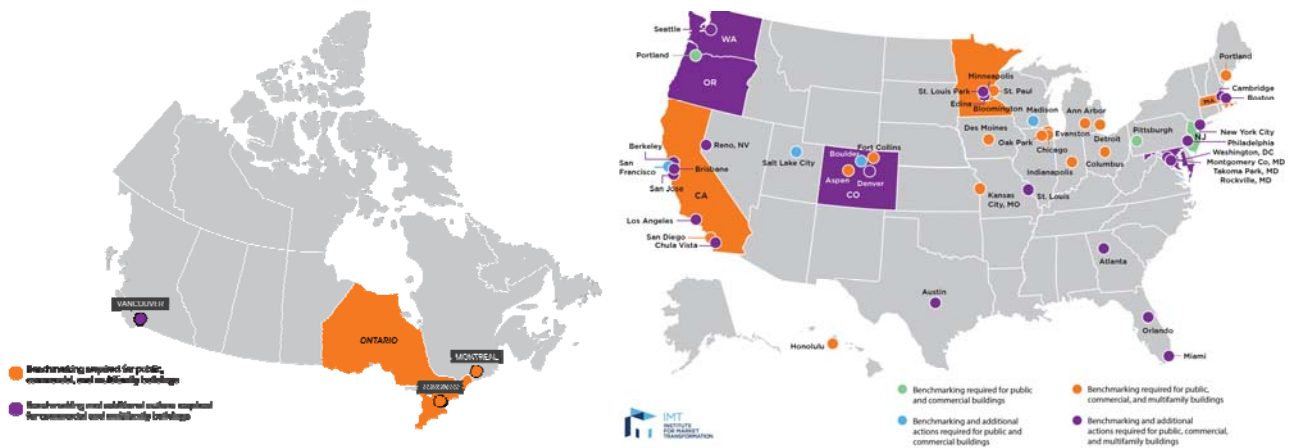 VANCOUVER
ONTARIO
MONTREAL
TORONTO
Benchmarking required for public,
commercial, and multifamily buildings
Benchmarking and additional actions required
for commercial and multifamily buildings
Seattle
WA
Portland
OR
Berkeley
San
Francisco
San Jose
Brisbane
Reno, NV
CA
Los Angeles
San Diego
Chula Vista
Salt Lake City
Boulder
Fort Collins
Aspen
Denver
CO
Minneapolis
St. Louis Park
St. Paul
Edina
Bloomington
Madison
Ann Arbor
Des Moines
Oak Park
Evanston
Chicago
Detroit
Indianapolis
Columbus
Kansas
City, MO
St. Louis
Pittsburgh
Portland
MA
Cambridge
Boston
NJ
New York City
Philadelphia
Washington, DC
Montgomery Co, MD
Takoma Park, MD
Rockville, MD
Atlanta
Austin
Orlando
Miami
Honolulu
IMT
INSTITUTE
FOR MARKET
TRANSFORMATION
Benchmarking required for public
and commercial buildings
Benchmarking and additional
actions required for public and
commercial buildings
Benchmarking required for public,
commercial, and multifamily buildings
Benchmarking and additional
actions required for public, commercial,
and multifamily buildings